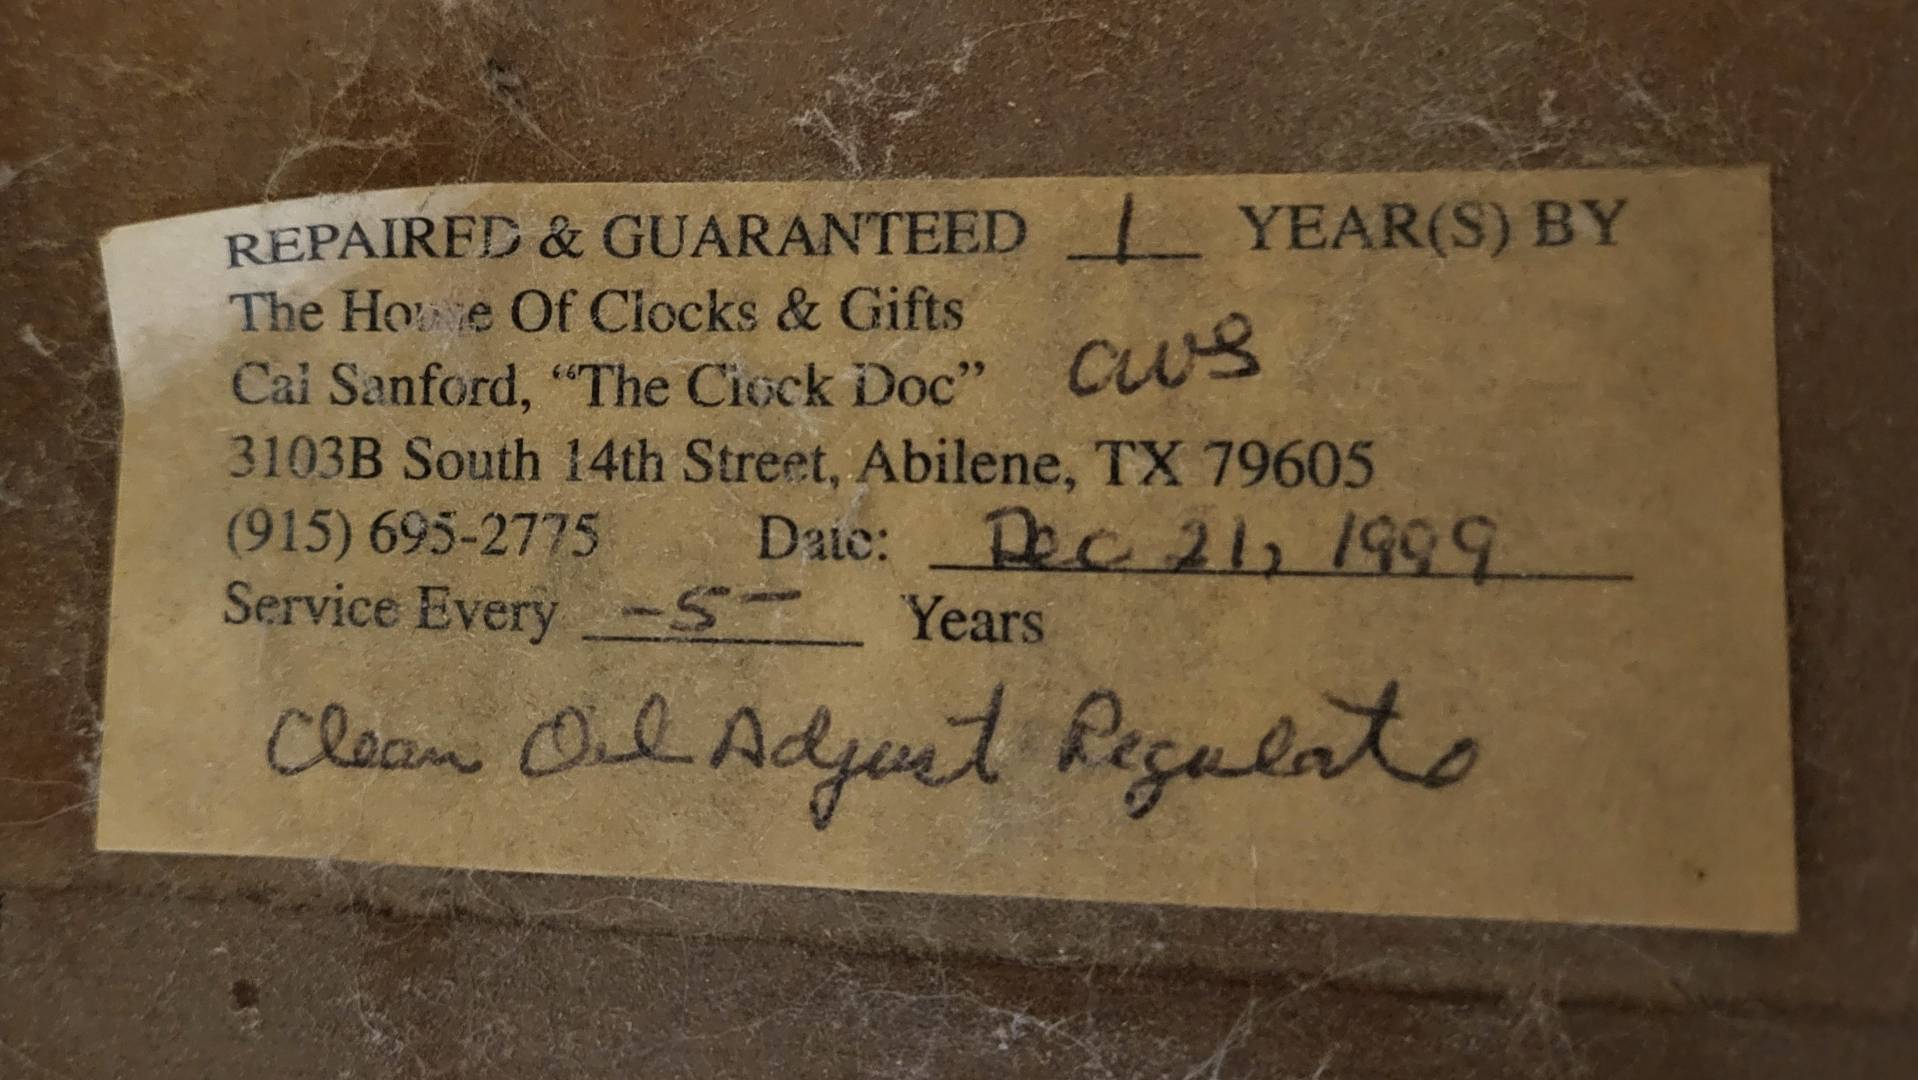 REPAIRED & GUARANTEED 1 YEAR(S) BY
The House Of Clocks & Gifts
Cal Sanford, “The Clock Doc” CWS
3103B South 14th Street, Abilene, TX 79605
(915) 695-2775 Date: Dec 21, 1999
Service Every -5- Years
Clean Oil Adjust Regulate